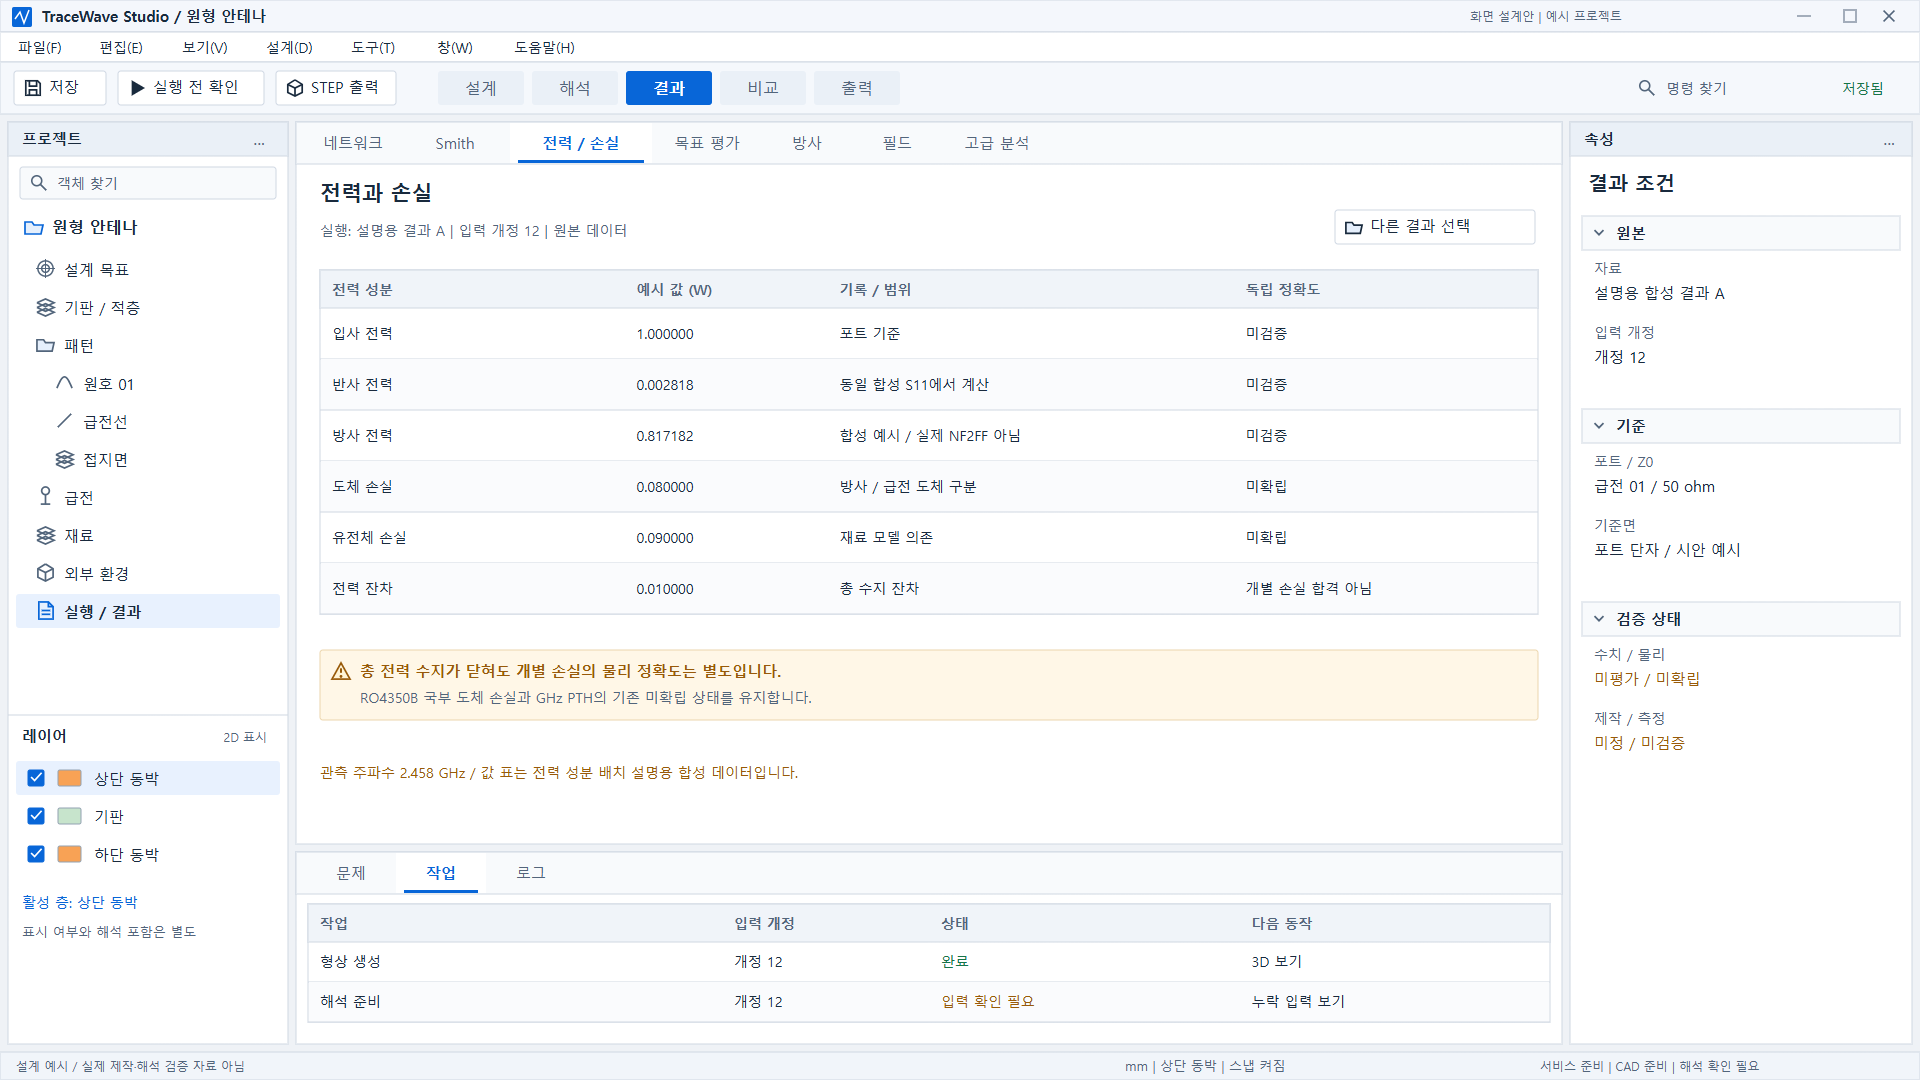 TraceWave Studio / 원형 안테나
화면 설계안 | 예시 프로젝트
파일(F) 편집(E) 보기(V) 설계(D) 도구(T) 창(W) 도움말(H)
저장 실행 전 확인 STEP 출력 설계 해석 결과 비교 출력 명령 찾기 저장됨
프로젝트 ...
객체 찾기
원형 안테나
설계 목표
기판 / 적층
패턴
원호 01
급전선
접지면
급전
재료
외부 환경
실행 / 결과
레이어 2D 표시
상단 동박
기판
하단 동박
활성 층: 상단 동박
표시 여부와 해석 포함은 별도
네트워크 Smith 전력 / 손실 목표 평가 방사 필드 고급 분석
전력과 손실
실행: 설명용 결과 A | 입력 개정 12 | 원본 데이터
다른 결과 선택
전력 성분 예시 값 (W) 기록 / 범위 독립 정확도
입사 전력 1.000000 포트 기준 미검증
반사 전력 0.002818 동일 합성 S11에서 계산 미검증
방사 전력 0.817182 합성 예시 / 실제 NF2FF 아님 미검증
도체 손실 0.080000 방사 / 급전 도체 구분 미확립
유전체 손실 0.090000 재료 모델 의존 미확립
전력 잔차 0.010000 총 수지 잔차 개별 손실 합격 아님
총 전력 수지가 닫혀도 개별 손실의 물리 정확도는 별도입니다.
RO4350B 국부 도체 손실과 GHz PTH의 기존 미확립 상태를 유지합니다.
관측 주파수 2.458 GHz / 값 표는 전력 성분 배치 설명용 합성 데이터입니다.
문제 작업 로그
작업 입력 개정 상태 다음 동작
형상 생성 개정 12 완료 3D 보기
해석 준비 개정 12 입력 확인 필요 누락 입력 보기
속성 ...
결과 조건
원본
자료
설명용 합성 결과 A
입력 개정
개정 12
기준
포트 / Z0
급전 01 / 50 ohm
기준면
포트 단자 / 시안 예시
검증 상태
수치 / 물리
미평가 / 미확립
제작 / 측정
미정 / 미검증
설계 예시 / 실제 제작·해석 검증 자료 아님
mm | 상단 동박 | 스냅 켜짐
서비스 준비 | CAD 준비 | 해석 확인 필요